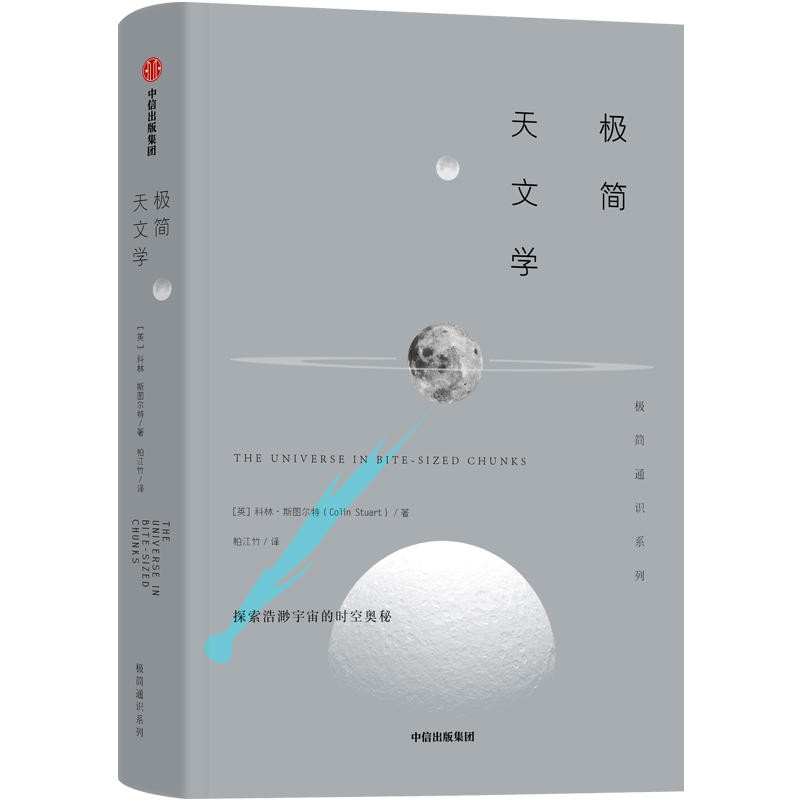 中信出版集团
极简
天文学
[英] 科林·斯图尔特/著 柏江竹/译
THE
UNIVERSE IN
BITE-SIZED
CHUNKS
极简通识系列
极简
天文学
极简通识系列
THE UNIVERSE IN BITE-SIZED CHUNKS
[英] 科林·斯图尔特(Colin Stuart)/著
柏江竹/译
探索浩渺宇宙的时空奥秘
中信出版集团